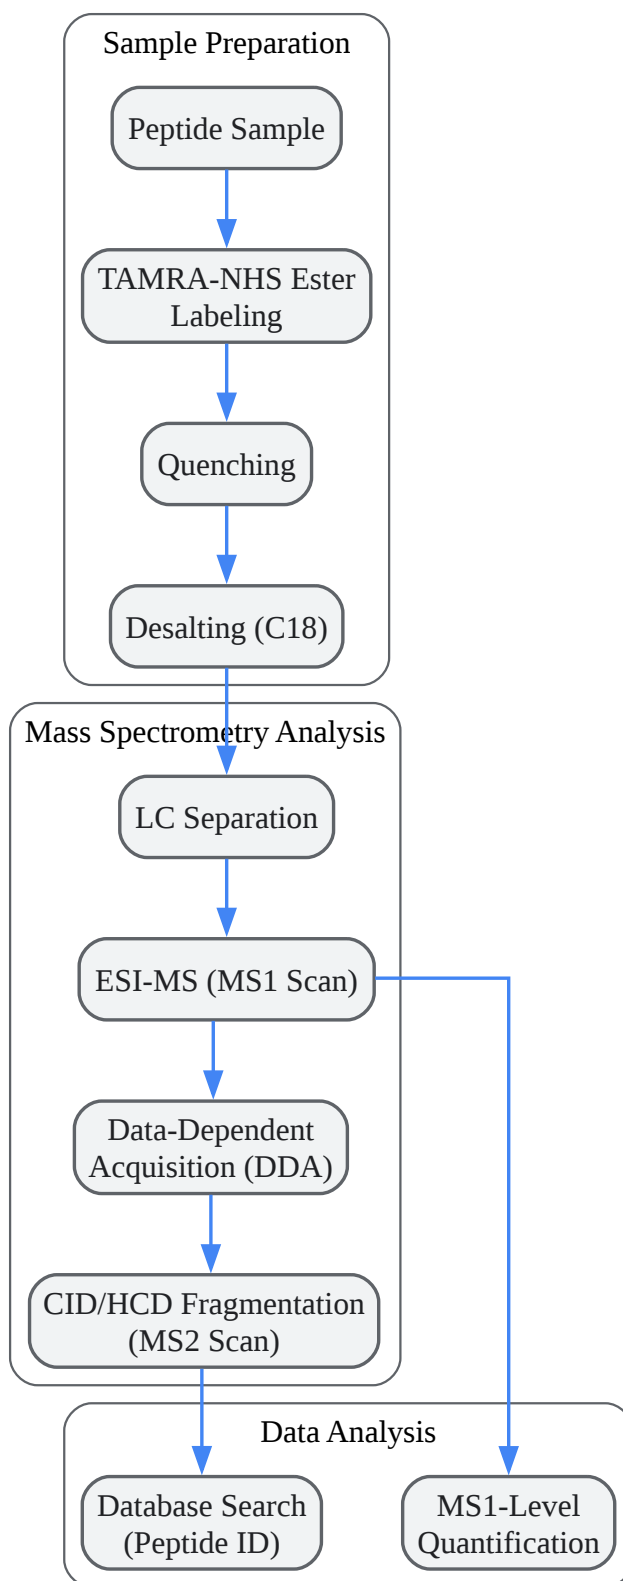 Sample Preparation
Peptide Sample
TAMRA-NHS Ester
Labeling
Quenching
Desalting (C18)
Mass Spectrometry Analysis
LC Separation
ESI-MS (MS1 Scan)
Data-Dependent
Acquisition (DDA)
CID/HCD Fragmentation
(MS2 Scan)
Data Analysis
Database Search
(Peptide ID)
MS1-Level
Quantification